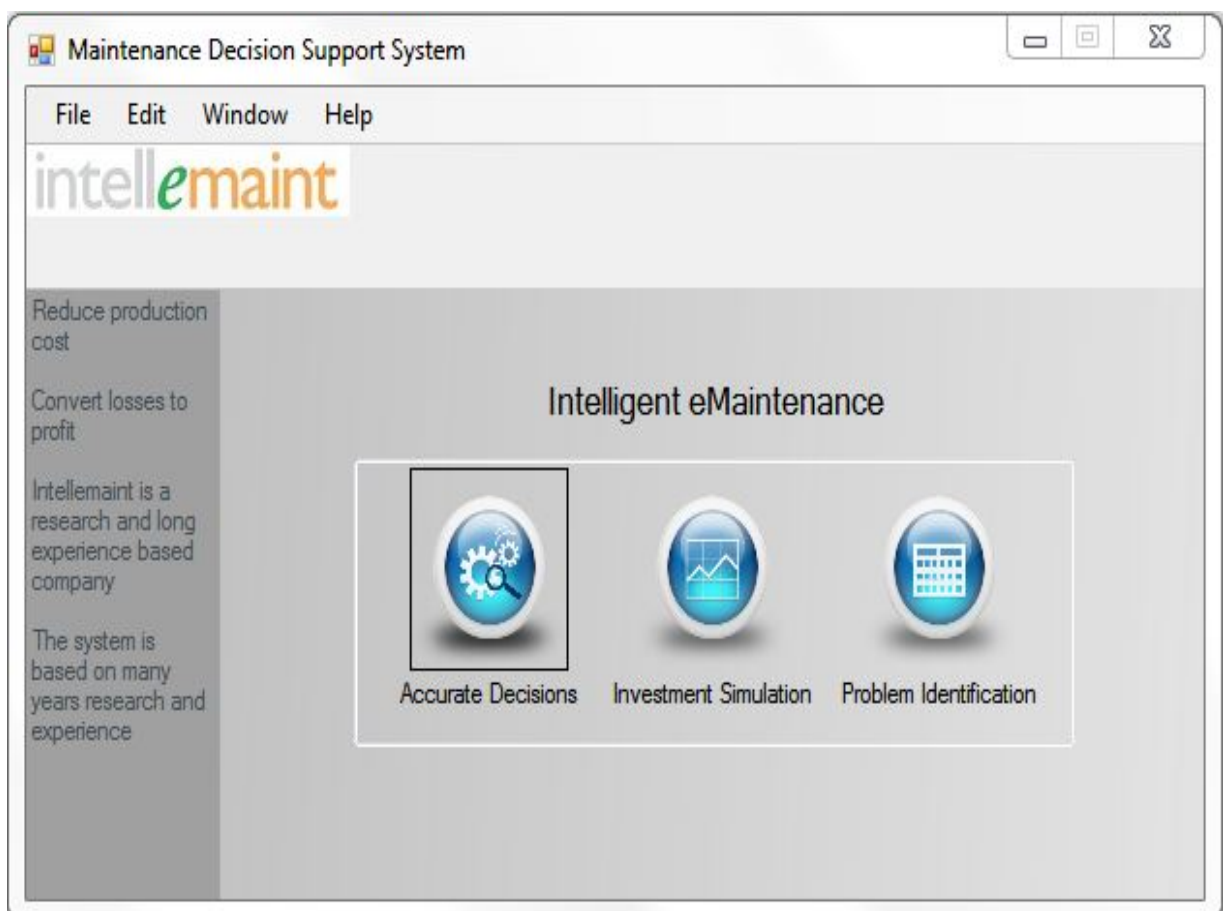 Maintenance Decision Support System
File Edit Window Help
intellemaint
Reduce production
cost
Convert losses to
profit
Intellemaint is a
research and long
experience based
company
The system is
based on many
years research and
experience
Intelligent eMaintenance
Accurate Decisions Investment Simulation Problem Identification